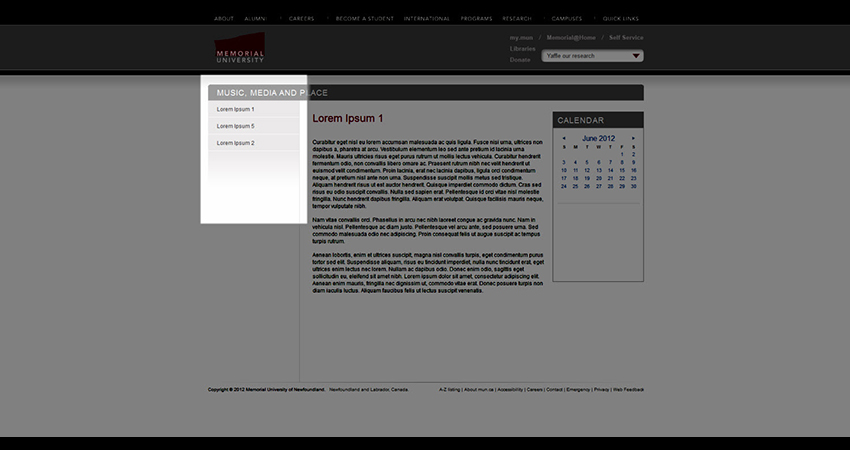 ABOUT ALUMNI CAREERS BECOME A STUDENT INTERNATIONAL PROGRAMS RESEARCH CAMPUSES QUICK LINKS
my.mun / Memorial@Home / Self Service
Libraries
Donate
Yaffle our research
MEMORIAL
UNIVERSITY
MUSIC, MEDIA AND PLACE
Lorem Ipsum 1
Lorem Ipsum 5
Lorem Ipsum 2
Lorem Ipsum 1
Curabitur eget nisl eu lorem accumsan malesuada ac quis ligula. Fusce nisl urna, ultrices non
dapibus a, pharetra at arcu. Vestibulum elementum leo sed ante pretium id lacinia urna
molestie. Mauris ultricies risus eget purus rutrum ut mollis lectus vehicula. Curabitur hendrerit
fermentum odio, non convallis libero ornare ac. Praesent rutrum nibh nec velit hendrerit ut
euismod velit condimentum. Proin lacinia, erat nec lacinia dapibus, ligula orci condimentum
neque, at pretium nisl ante non urna. Suspendisse suscipit mollis metus sed tristique.
Aliquam hendrerit risus ut est auctor hendrerit. Quisque imperdiet commodo dictum. Cras sed
risus eu odio suscipit convallis. Nulla sed sapien erat. Pellentesque id orci vitae nisl mattis
fringilla. Nunc hendrerit dapibus fringilla. Aliquam erat volutpat. Quisque facilisis mauris neque,
tempor vulputate nibh.
Nam vitae convallis orci. Phasellus in arcu nec nibh laoreet congue ac gravida nunc. Nam in
vehicula nisl. Pellentesque ac diam justo. Pellentesque vel arcu ante, sed posuere urna. Sed
commodo malesuada odio nec adipiscing. Proin consequat felis ut augue suscipit ac tempus
turpis rutrum.
Aenean lobortis, enim et ultrices suscipit, magna nisl convallis turpis, eget condimentum purus
tortor sed elit. Suspendisse aliquam, risus eu tincidunt imperdiet, nulla nunc tincidunt erat, eget
ultrices enim lectus nec lorem. Nullam ac dapibus odio. Donec enim odio, sagittis eget
sollicitudin eu, eleifend sit amet nibh. Lorem ipsum dolor sit amet, consectetur adipiscing elit.
Aenean enim mauris, fringilla nec dignissim ut, commodo vitae erat. Donec posuere turpis non
diam iaculis luctus. Aliquam faucibus felis ut lectus suscipit venenatis.
CALENDAR
« June 2012 »
S M T W T F S
1 2
3 4 5 6 7 8 9
10 11 12 13 14 15 16
17 18 19 20 21 22 23
24 25 26 27 28 29 30
Copyright © 2012 Memorial University of Newfoundland. Newfoundland and Labrador, Canada.
A-Z listing | About mun.ca | Accessibility | Careers | Contact | Emergency | Privacy | Web Feedback